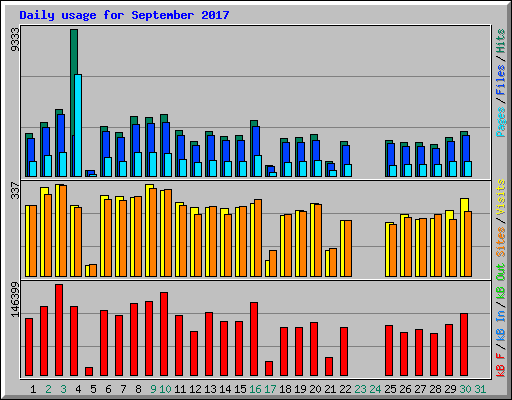 Daily usage for September 2017
9333
337
146399
Pages / Files / Hits
Sites / Visits
kB F / kB In / kB Out
1 2 3 4 5 6 7 8 9 10 11 12 13 14 15 16 17 18 19 20 21 22 23 24 25 26 27 28 29 30 31